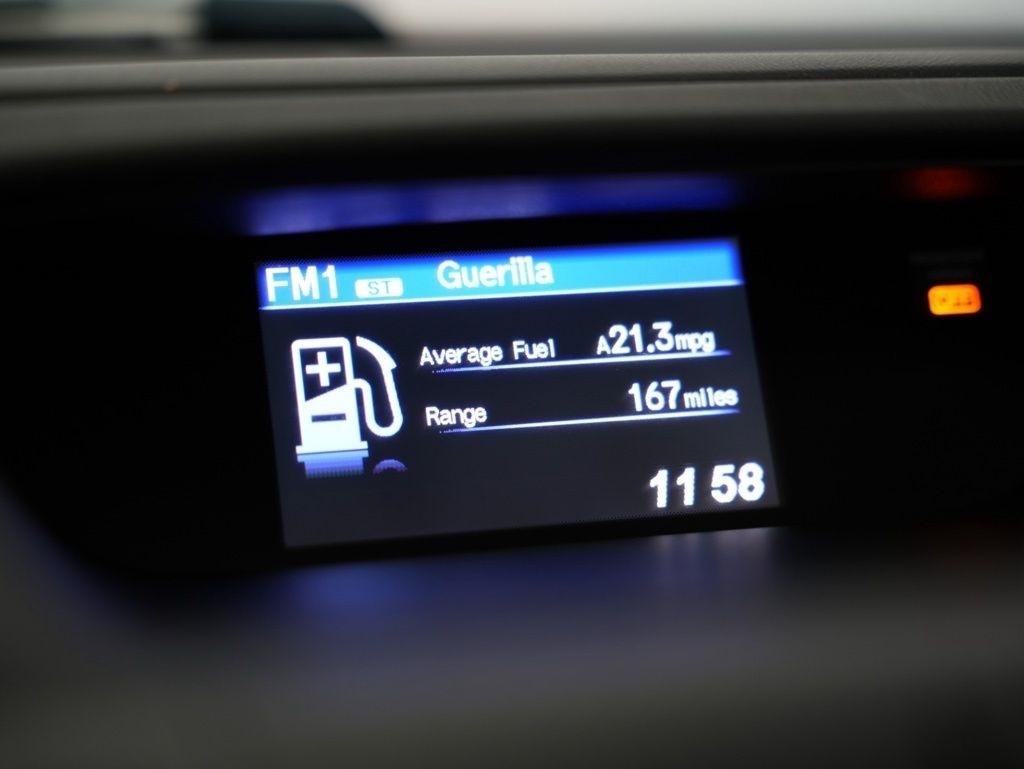 FM1 ST Guerilla
Average Fuel A21.3mpg
Range 167miles
11 58